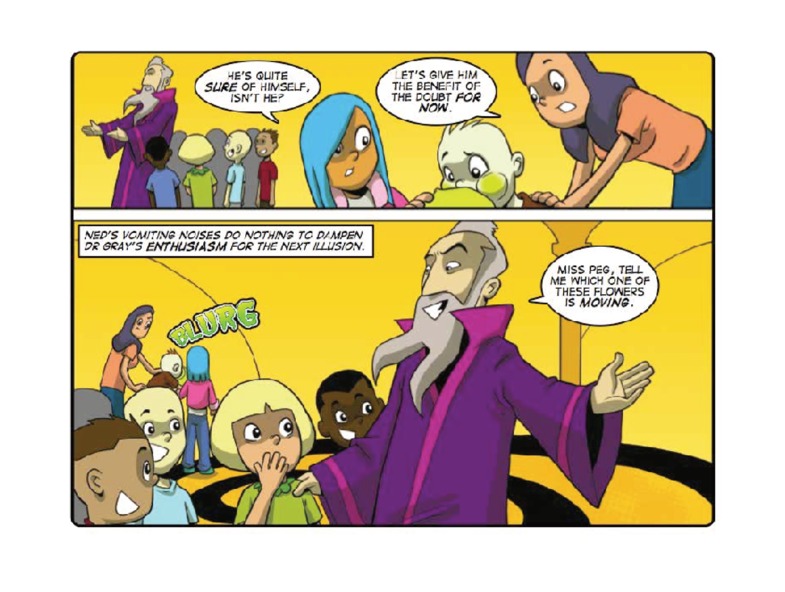 HE'S QUITE
SURE OF HIMSELF,
ISN'T HE?
LET'S GIVE HIM
THE BENEFIT OF
THE DOUBT FOR
NOW.
NED'S VOMITING NOISES DO NOTHING TO DAMPEN
DR GRAY'S ENTHUSIASM FOR THE NEXT ILLUSION.
BLURG
MISS PEG, TELL
ME WHICH ONE OF
THESE FLOWERS
IS MOVING.